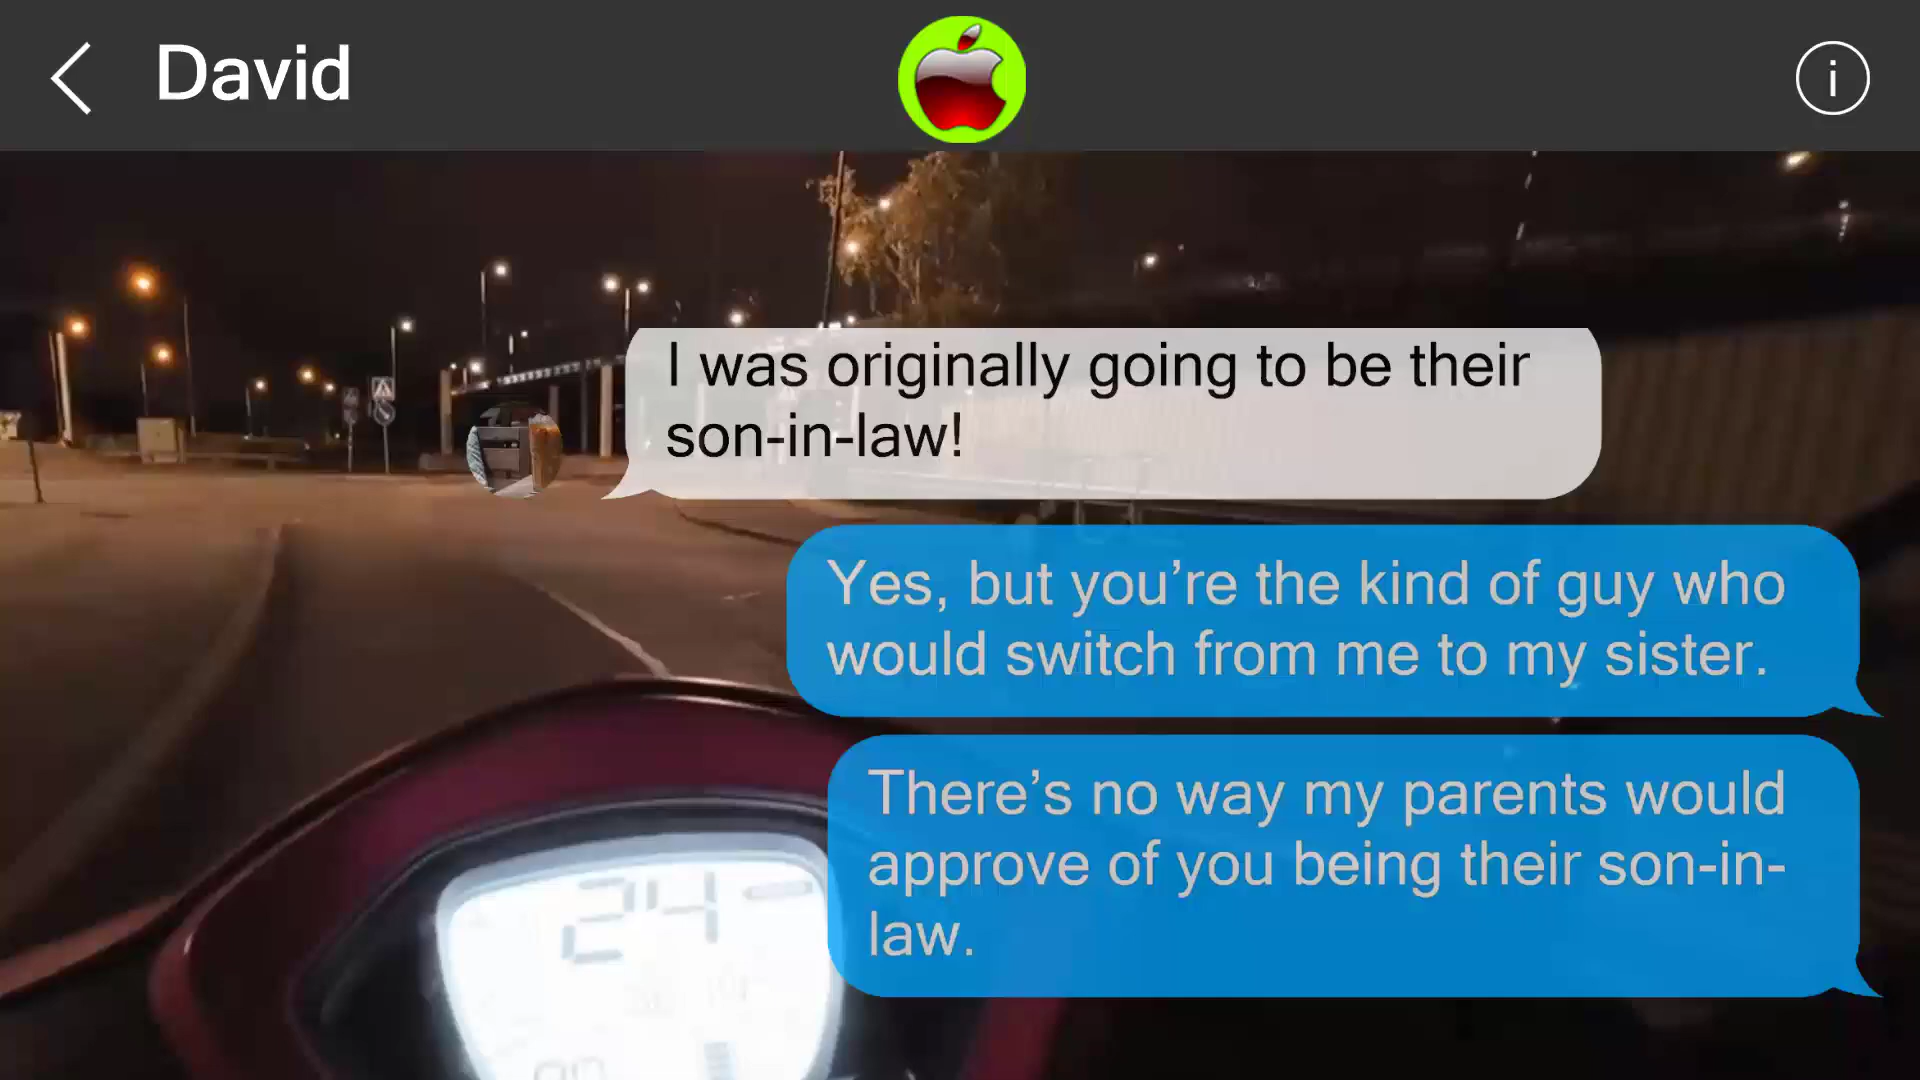 David
i
I was originally going to be their
son-in-law!
Yes, but you’re the kind of guy who
would switch from me to my sister.
There’s no way my parents would
approve of you being their son-in-
law.
24